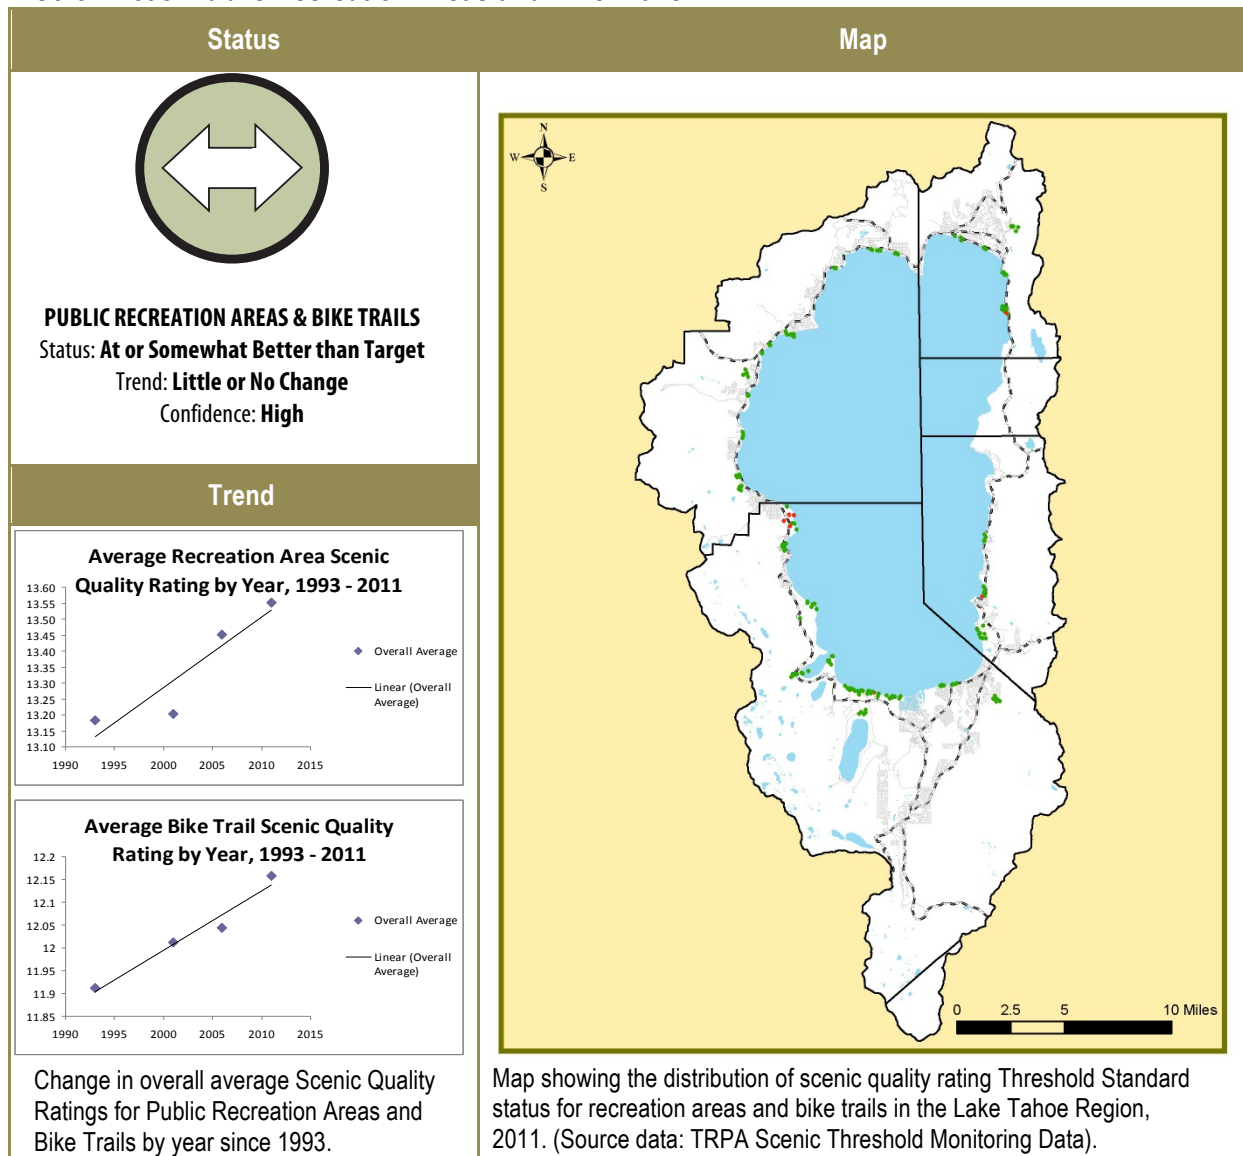 Status
Map
PUBLIC RECREATION AREAS & BIKE TRAILS
Status: At or Somewhat Better than Target
Trend: Little or No Change
Confidence: High
Trend
Average Recreation Area Scenic
Quality Rating by Year, 1993 - 2011
13.60
13.55
13.50
13.45
13.40
13.35
13.30
13.25
13.20
13.15
13.10
1990 1995 2000 2005 2010 2015
Overall Average
Linear (Overall
Average)
Average Bike Trail Scenic Quality
Rating by Year, 1993 - 2011
12.2
12.15
12.1
12.05
12
11.95
11.9
11.85
1990 1995 2000 2005 2010 2015
Overall Average
Linear (Overall
Average)
Change in overall average Scenic Quality
Ratings for Public Recreation Areas and
Bike Trails by year since 1993.
N
W E
S
0 2.5 5 10 Miles
Map showing the distribution of scenic quality rating Threshold Standard
status for recreation areas and bike trails in the Lake Tahoe Region,
2011. (Source data: TRPA Scenic Threshold Monitoring Data).